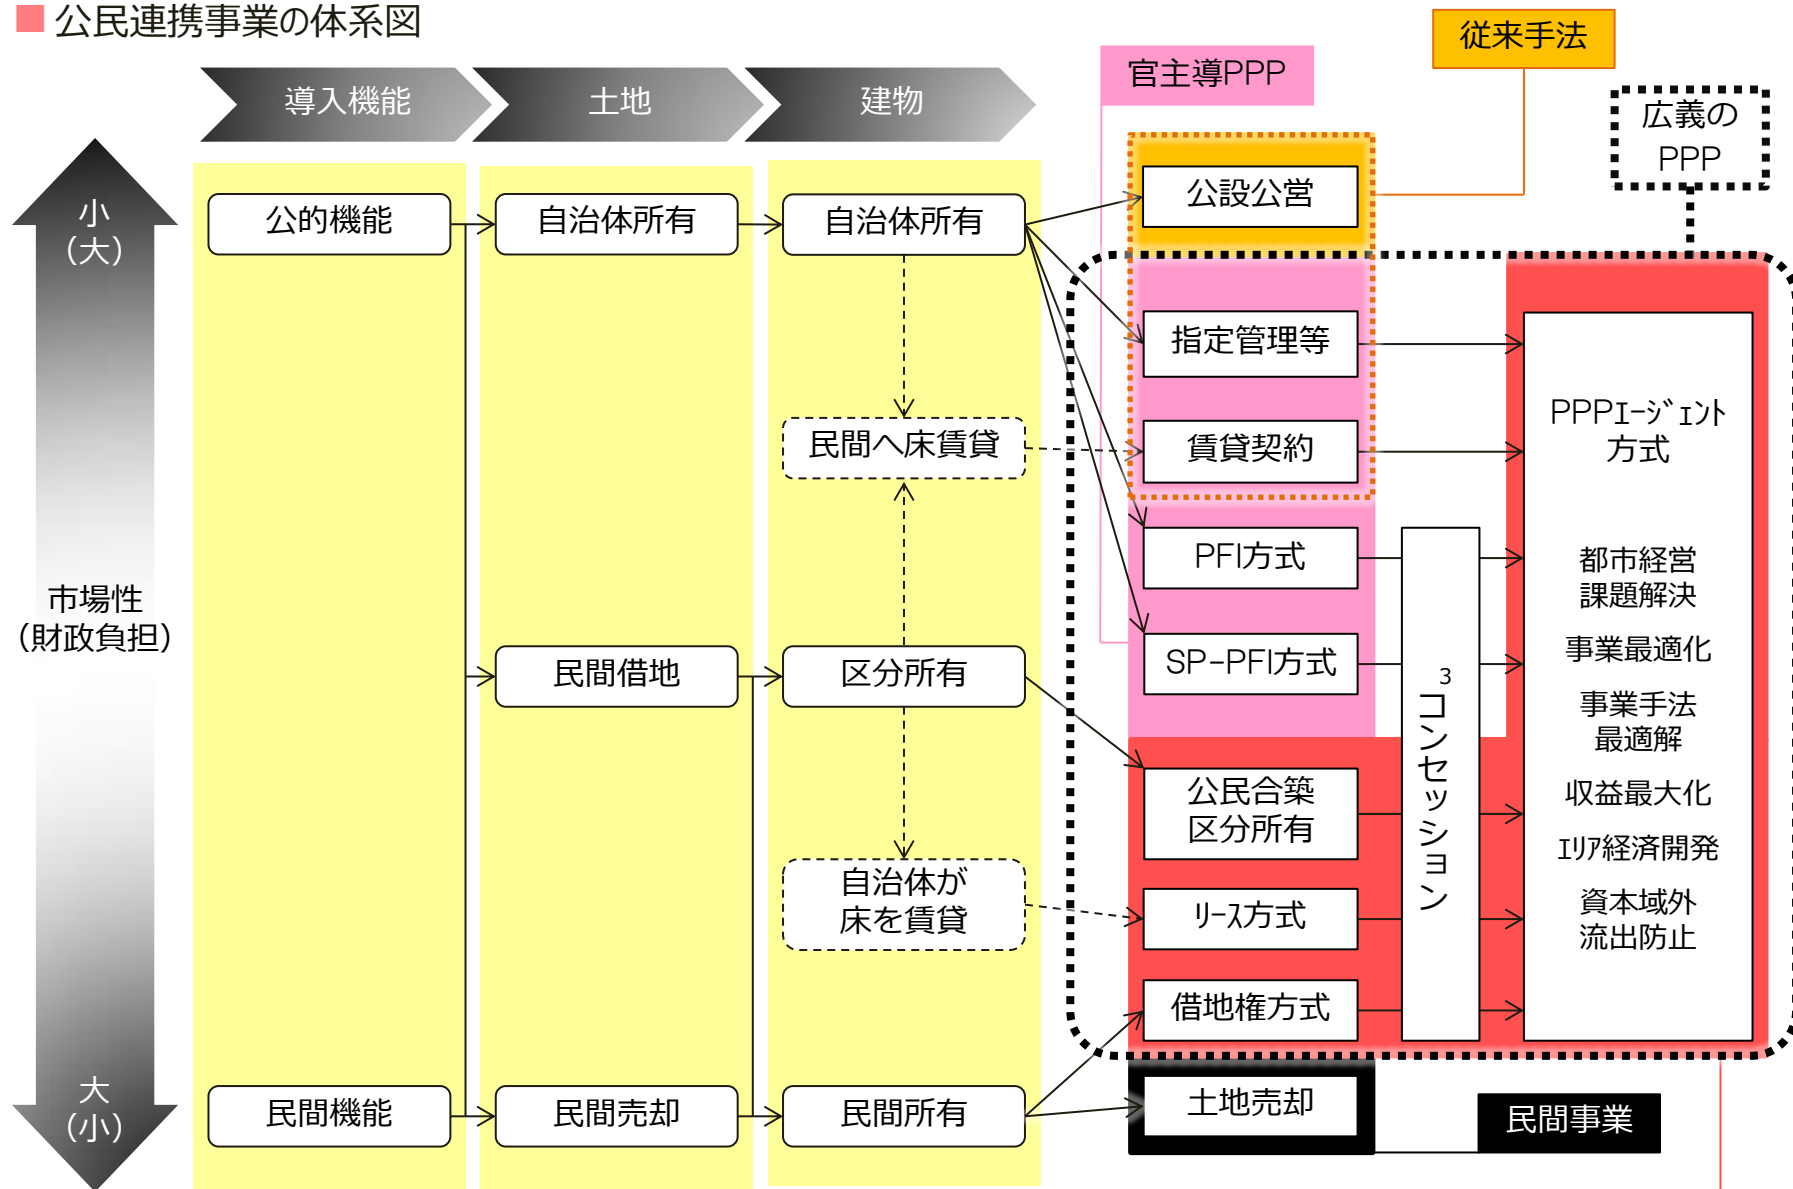 公民連携事業の体系図
従来手法
官主導PPP
広義の
PPP
導入機能
土地
建物
小
（大）
市場性
（財政負担）
大
（小）
公的機能
自治体所有
自治体所有
公設公営
指定管理等
民間へ床賃貸
賃貸契約
PFI方式
民間借地
区分所有
SP-PFI方式
公民合築
区分所有
自治体が
床を賃貸
ﾘｰｽ方式
借地権方式
民間機能
民間売却
民間所有
土地売却
民間事業
3
コンセッション
PPPｴｰｼﾞｪﾝﾄ
方式
都市経営
課題解決
事業最適化
事業手法
最適解
収益最大化
ｴﾘｱ経済開発
資本域外
流出防止